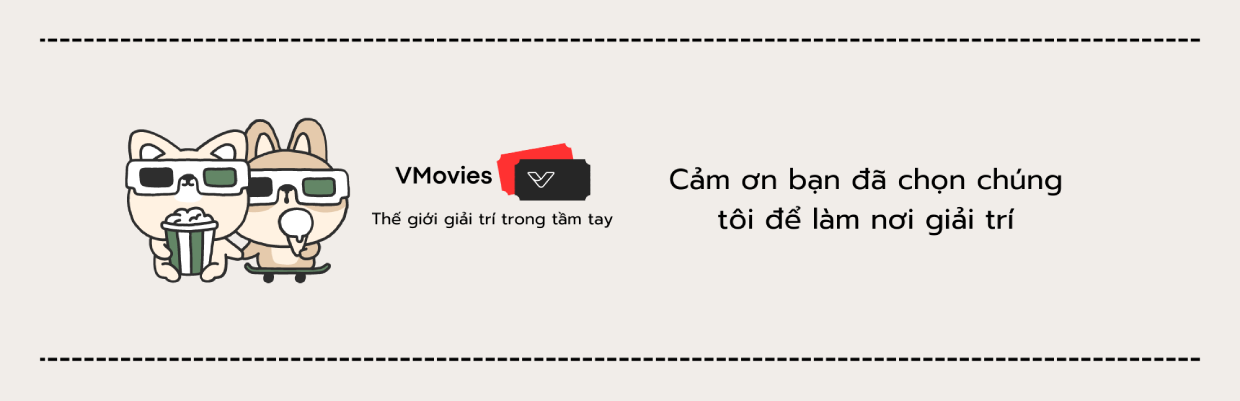 VMovies
Thế giới giải trí trong tầm tay
Cảm ơn bạn đã chọn chúng
tôi để làm nơi giải trí